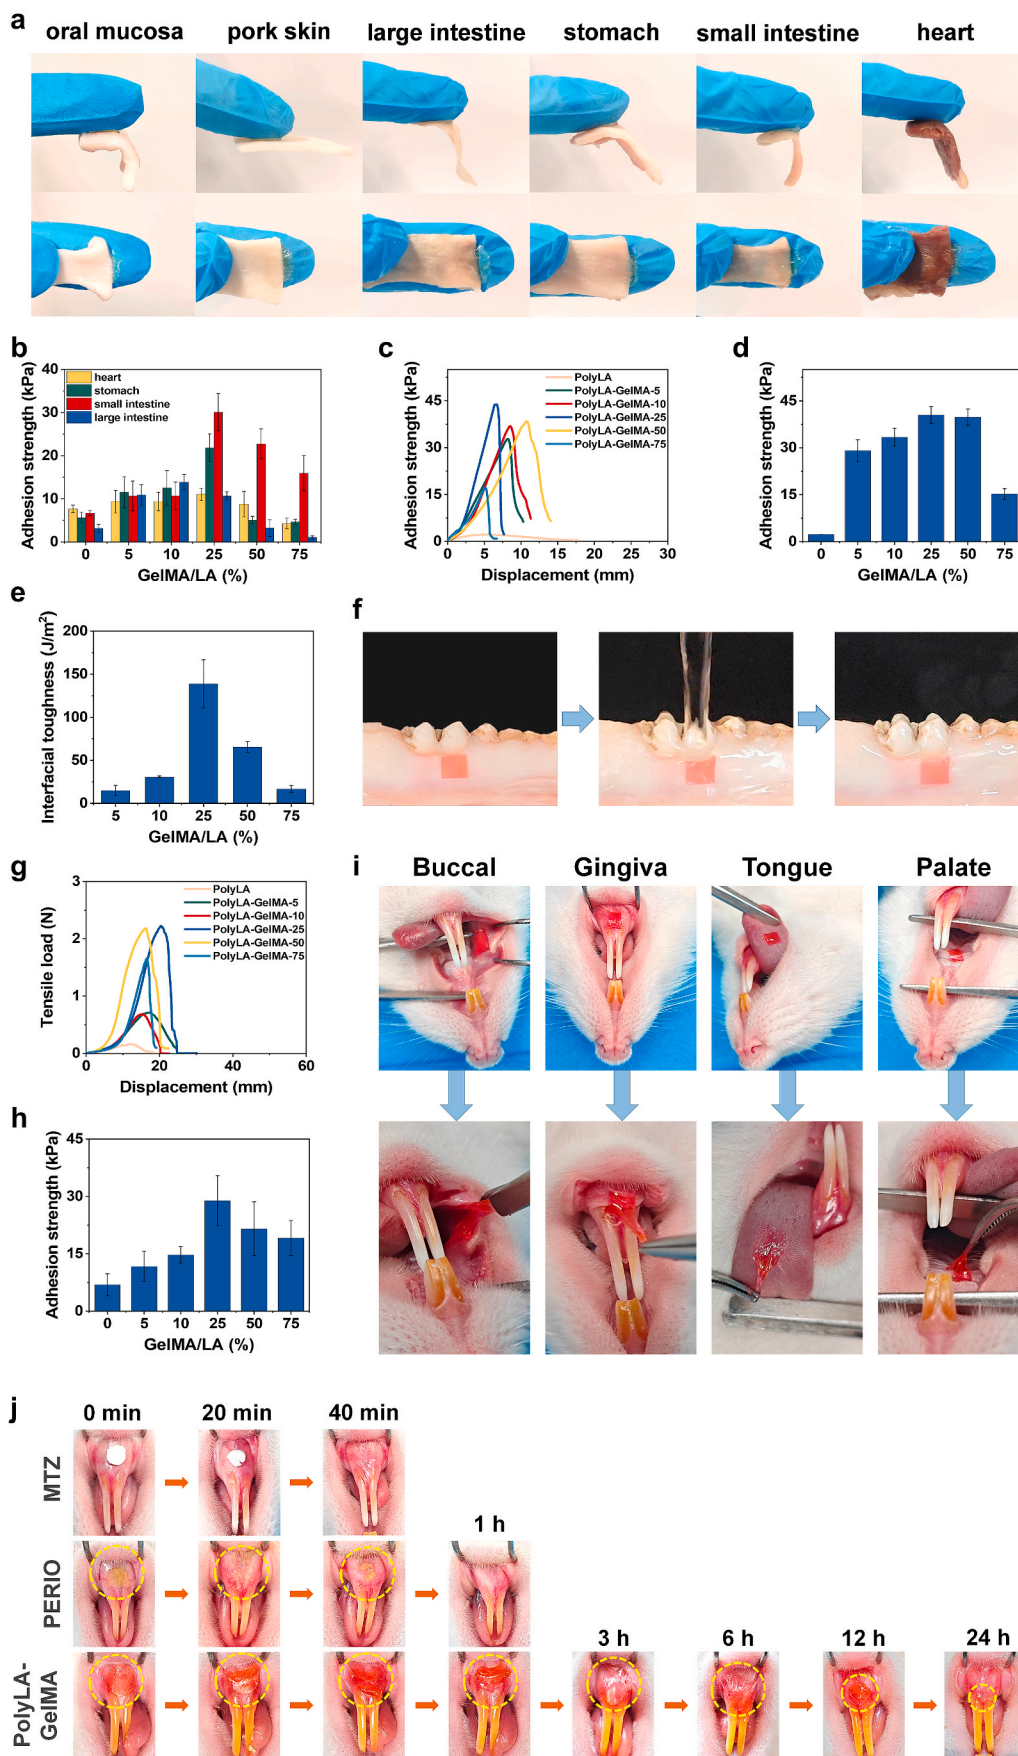 a
oral mucosa pork skin large intestine stomach small intestine heart
b
Adhesion strength (kPa)
40
30
20
10
0
heart
stomach
small intestine
large intestine
0 5 10 25 50 75
GelMA/LA (%)
c
Adhesion strength (kPa)
45
30
15
0
PolyLA
PolyLA-GelMA-5
PolyLA-GelMA-10
PolyLA-GelMA-25
PolyLA-GelMA-50
PolyLA-GelMA-75
0 5 10 15 20 25 30
Displacement (mm)
d
Adhesion strength (kPa)
45
30
15
0
0 5 10 25 50 75
GelMA/LA (%)
e
Interfacial toughness (J/m²)
200
150
100
50
0
5 10 25 50 75
GelMA/LA (%)
f
g
Tensile load (N)
3
2
1
0
PolyLA
PolyLA-GelMA-5
PolyLA-GelMA-10
PolyLA-GelMA-25
PolyLA-GelMA-50
PolyLA-GelMA-75
0 20 40 60
Displacement (mm)
h
Adhesion strength (kPa)
45
30
15
0
0 5 10 25 50 75
GelMA/LA (%)
i
Buccal Gingiva Tongue Palate
j
0 min 20 min 40 min
MTZ
1 h
PERIO
3 h 6 h 12 h 24 h
PolyLA-
GelMA